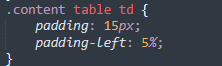 .content table td {
    padding: 15px;
    padding-left: 5%;
}